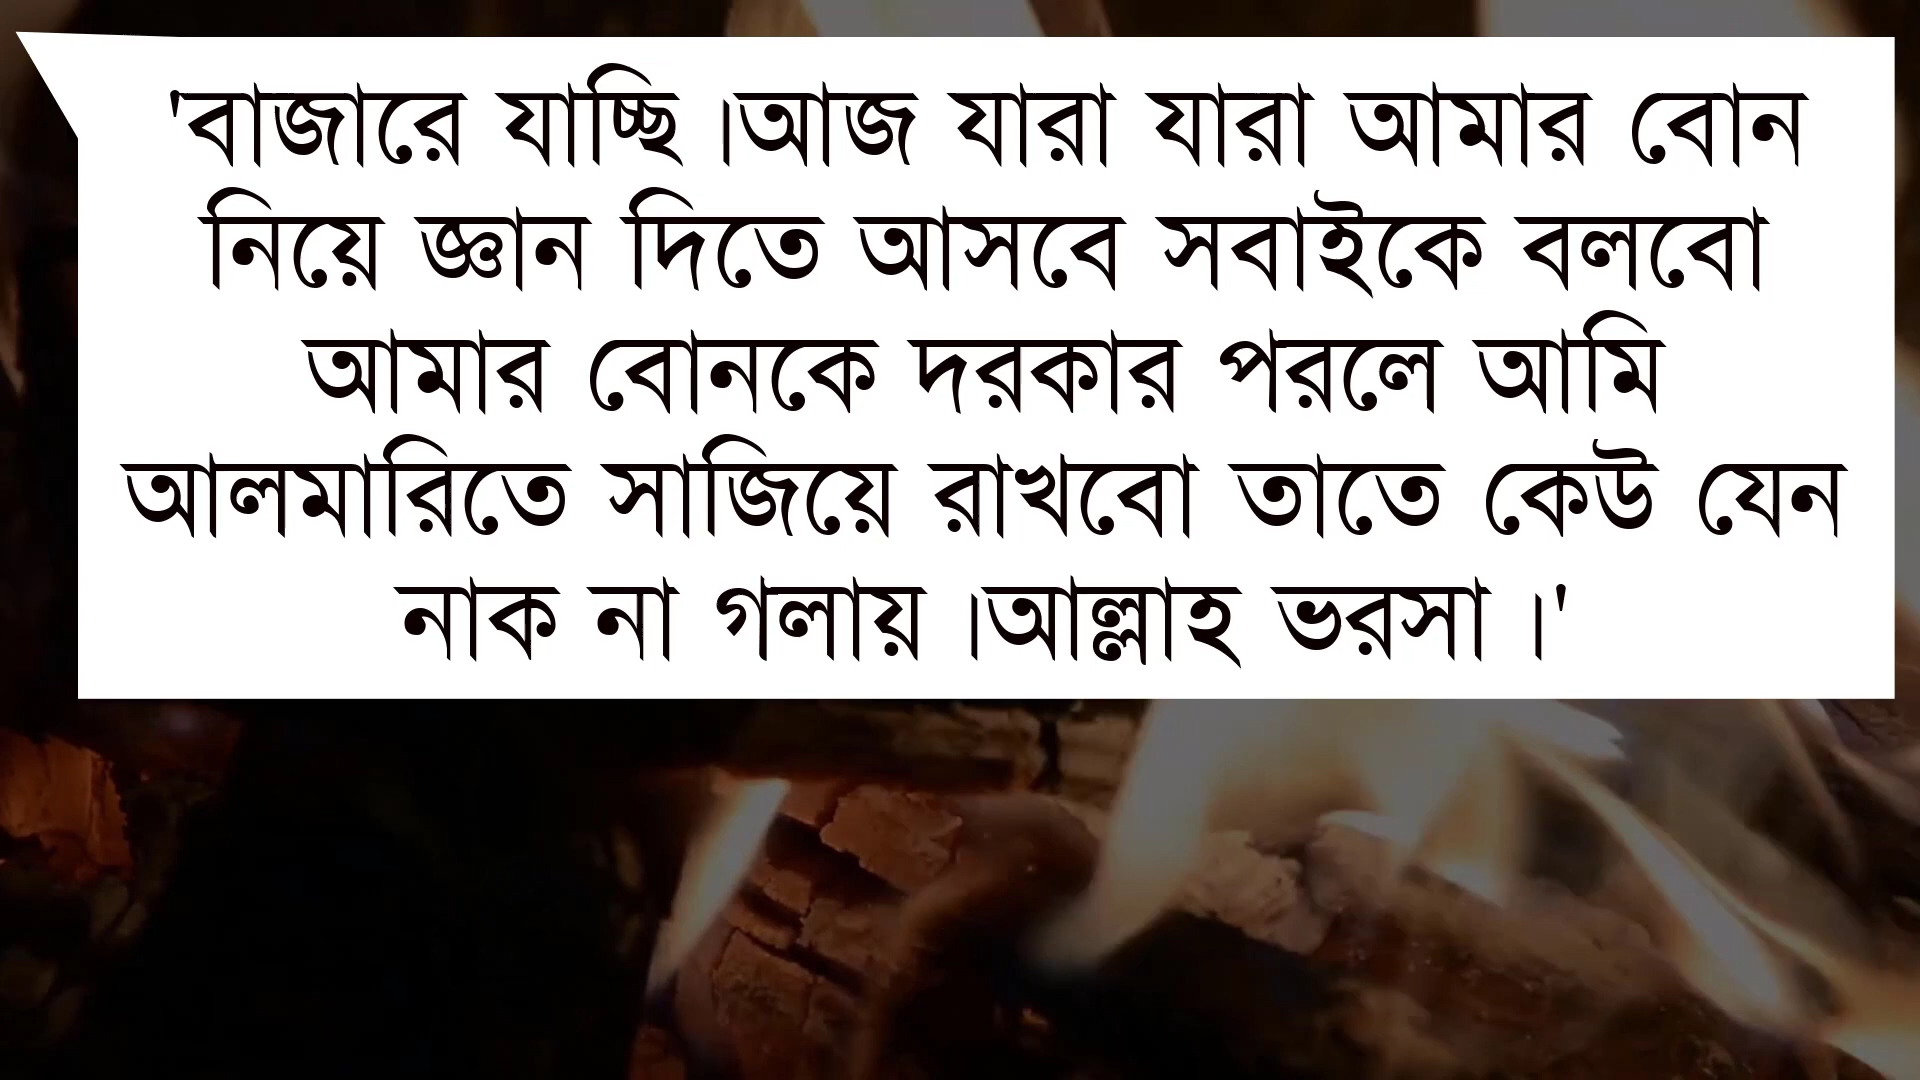 'বাজারে যাচ্ছি ।আজ যারা যারা আমার বোন
নিয়ে জ্ঞান দিতে আসবে সবাইকে বলবো
আমার বোনকে দরকার পরলে আমি
আলমারিতে সাজিয়ে রাখবো তাতে কেউ যেন
নাক না গলায় ।আল্লাহ ভরসা ।'